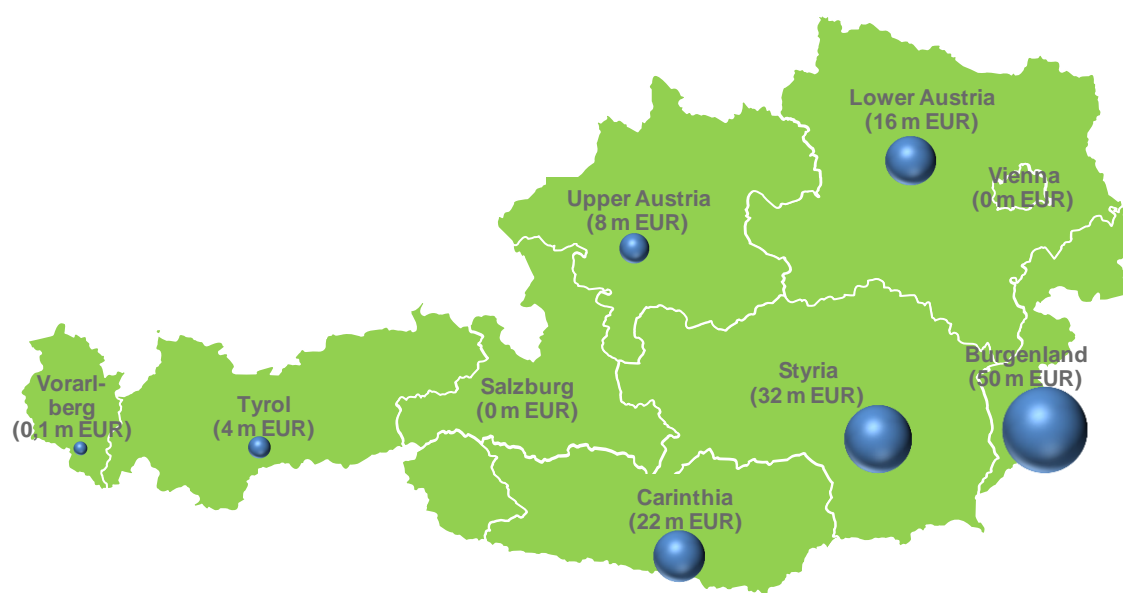 Lower Austria
(16 m EUR)
Vienna
(0 m EUR)
Upper Austria
(8 m EUR)
Burgenland
(50 m EUR)
Styria
(32 m EUR)
Salzburg
(0 m EUR)
Vorarl-
berg
(0,1 m EUR)
Tyrol
(4 m EUR)
Carinthia
(22 m EUR)